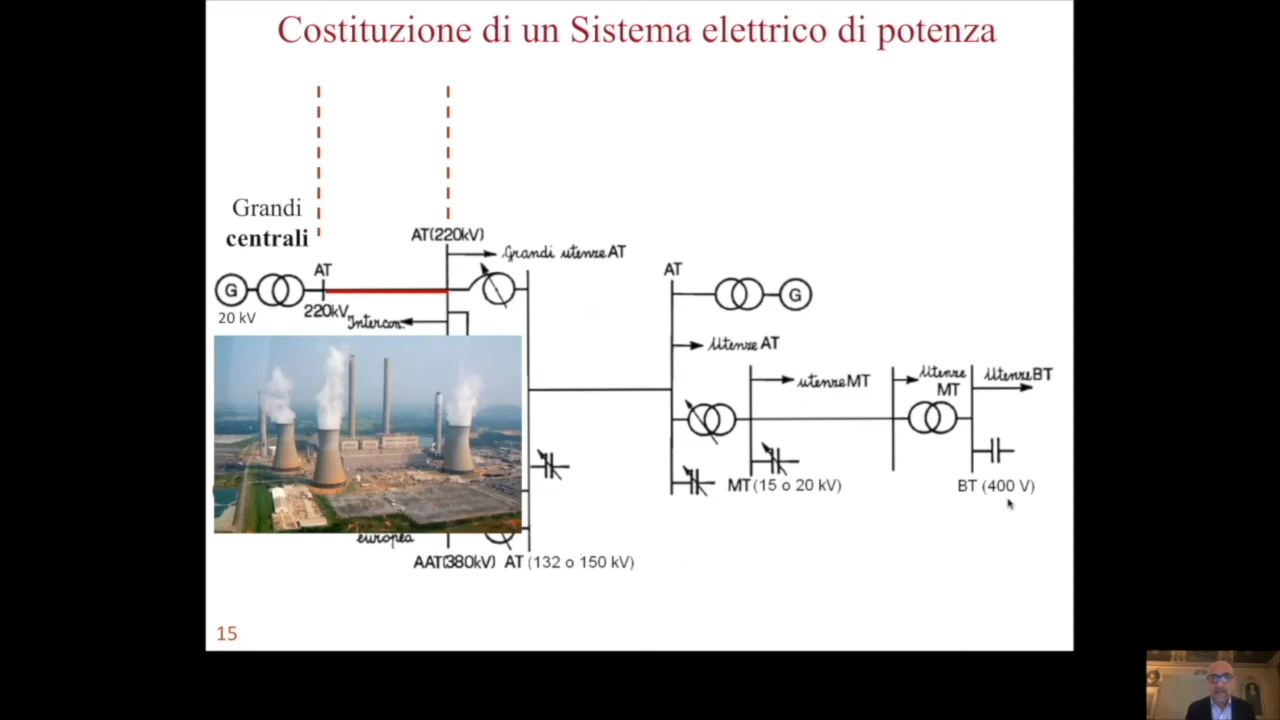 Costituzione di un Sistema elettrico di potenza
Grandi
centrali
AT(220kV)
Grandi utenze AT
AT
G
20 kV
220kV
Intercon.
AT
G
Utenze AT
utenze MT
Utenze
MT
Utenze BT
MT (15 o 20 kV)
BT (400 V)
europea
AAT(380kV)
AT (132 o 150 kV)
15